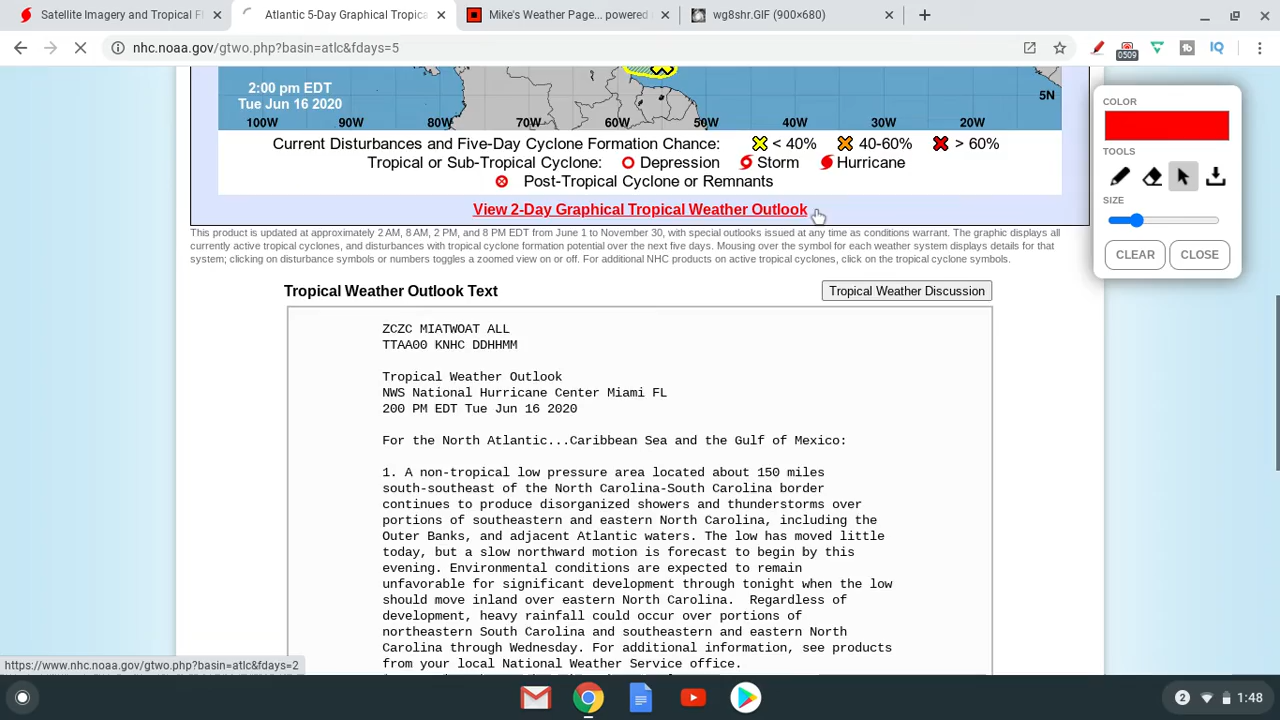 Satellite Imagery and Tropical F
Atlantic 5-Day Graphical Tropica
Mike's Weather Page... powered
wg8shr.GIF (900×680)
nhc.noaa.gov/gtwo.php?basin=atlc&fdays=5
0509
IQ
2:00 pm EDT
Tue Jun 16 2020
5N
100W 90W 80W 70W 60W 50W 40W 30W 20W
Current Disturbances and Five-Day Cyclone Formation Chance: < 40% 40-60% > 60%
Tropical or Sub-Tropical Cyclone: Depression Storm Hurricane
Post-Tropical Cyclone or Remnants
View 2-Day Graphical Tropical Weather Outlook
This product is updated at approximately 2 AM, 8 AM, 2 PM, and 8 PM EDT from June 1 to November 30, with special outlooks issued at any time as conditions warrant. The graphic displays all
currently active tropical cyclones, and disturbances with tropical cyclone formation potential over the next five days. Mousing over the symbol for each weather system displays details for that
system; clicking on disturbance symbols or numbers toggles a zoomed view on or off. For additional NHC products on active tropical cyclones, click on the tropical cyclone symbols.
Tropical Weather Outlook Text
Tropical Weather Discussion
ZCZC MIATWOAT ALL
TTAA00 KNHC DDHHMM
Tropical Weather Outlook
NWS National Hurricane Center Miami FL
200 PM EDT Tue Jun 16 2020
For the North Atlantic...Caribbean Sea and the Gulf of Mexico:
1. A non-tropical low pressure area located about 150 miles
south-southeast of the North Carolina-South Carolina border
continues to produce disorganized showers and thunderstorms over
portions of southeastern and eastern North Carolina, including the
Outer Banks, and adjacent Atlantic waters. The low has moved little
today, but a slow northward motion is forecast to begin by this
evening. Environmental conditions are expected to remain
unfavorable for significant development through tonight when the low
should move inland over eastern North Carolina.  Regardless of
development, heavy rainfall could occur over portions of
northeastern South Carolina and southeastern and eastern North
Carolina through Wednesday. For additional information, see products
from your local National Weather Service office.
COLOR
TOOLS
SIZE
CLEAR
CLOSE
https://www.nhc.noaa.gov/gtwo.php?basin=atlc&fdays=2
2
1:48